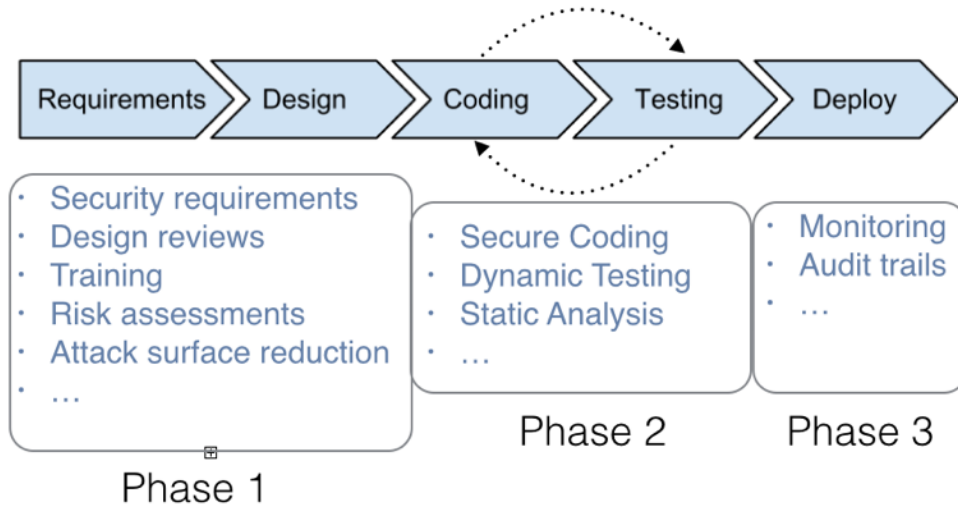 Requirements
Design
Coding
Testing
Deploy
· Security requirements
· Design reviews
· Training
· Risk assessments
· Attack surface reduction
· …
Phase 1
· Secure Coding
· Dynamic Testing
· Static Analysis
· …
Phase 2
· Monitoring
· Audit trails
· …
Phase 3